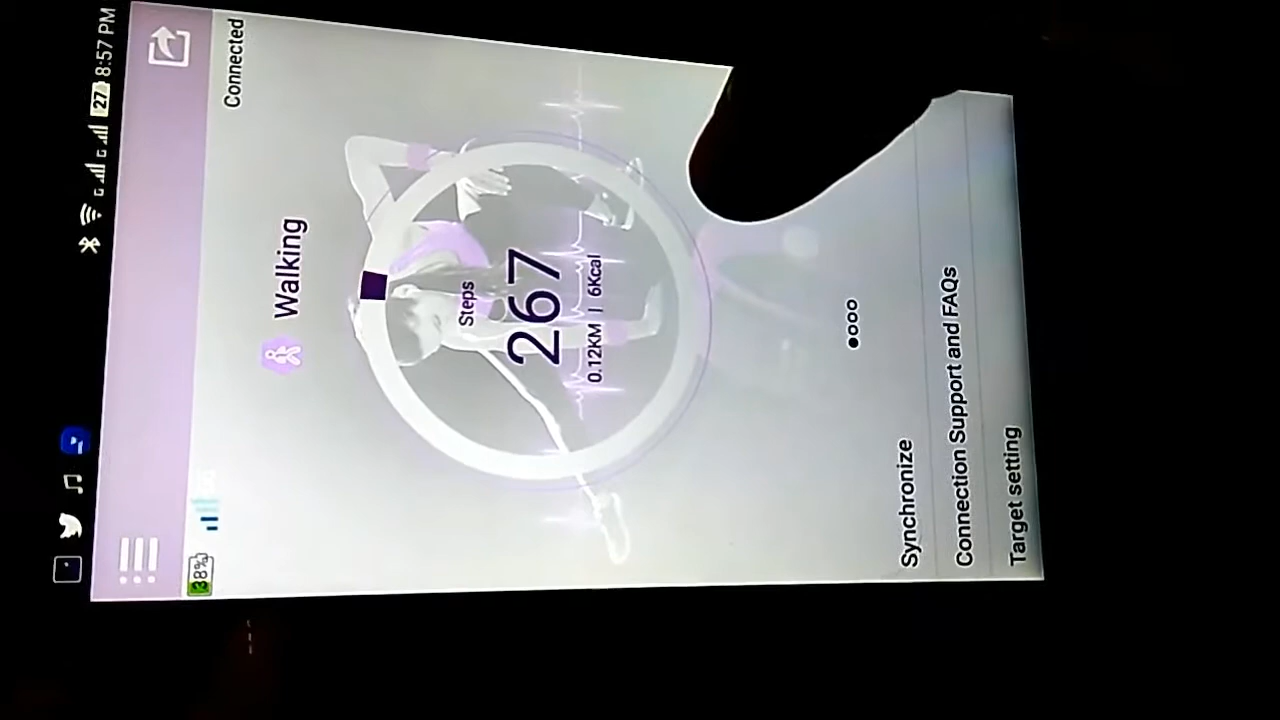 27 8:57 PM
38%
Connected
Walking
Steps
267
0.12KM | 6Kcal
Synchronize
Connection Support and FAQs
Target setting